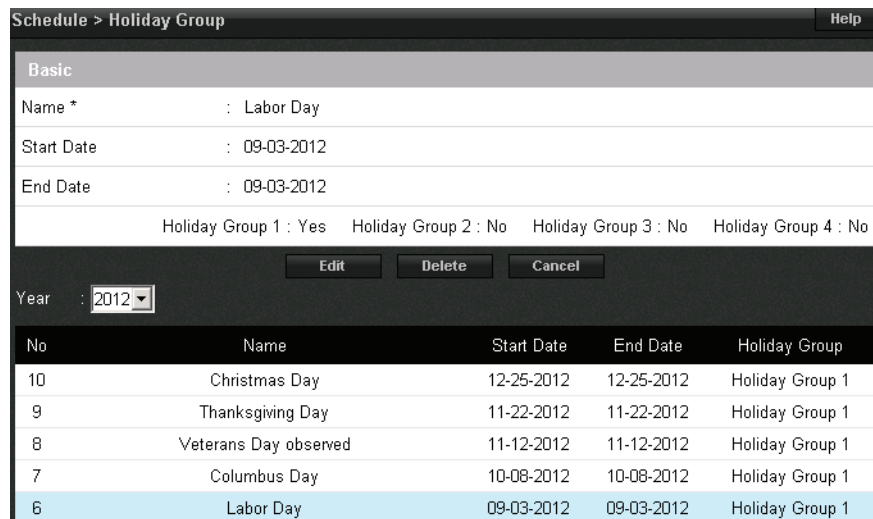 Schedule > Holiday Group Help
Basic
Name * : Labor Day
Start Date : 09-03-2012
End Date : 09-03-2012
Holiday Group 1 : Yes Holiday Group 2 : No Holiday Group 3 : No Holiday Group 4 : No
Edit Delete Cancel
Year : 2012
No Name Start Date End Date Holiday Group
10 Christmas Day 12-25-2012 12-25-2012 Holiday Group 1
9 Thanksgiving Day 11-22-2012 11-22-2012 Holiday Group 1
8 Veterans Day observed 11-12-2012 11-12-2012 Holiday Group 1
7 Columbus Day 10-08-2012 10-08-2012 Holiday Group 1
6 Labor Day 09-03-2012 09-03-2012 Holiday Group 1